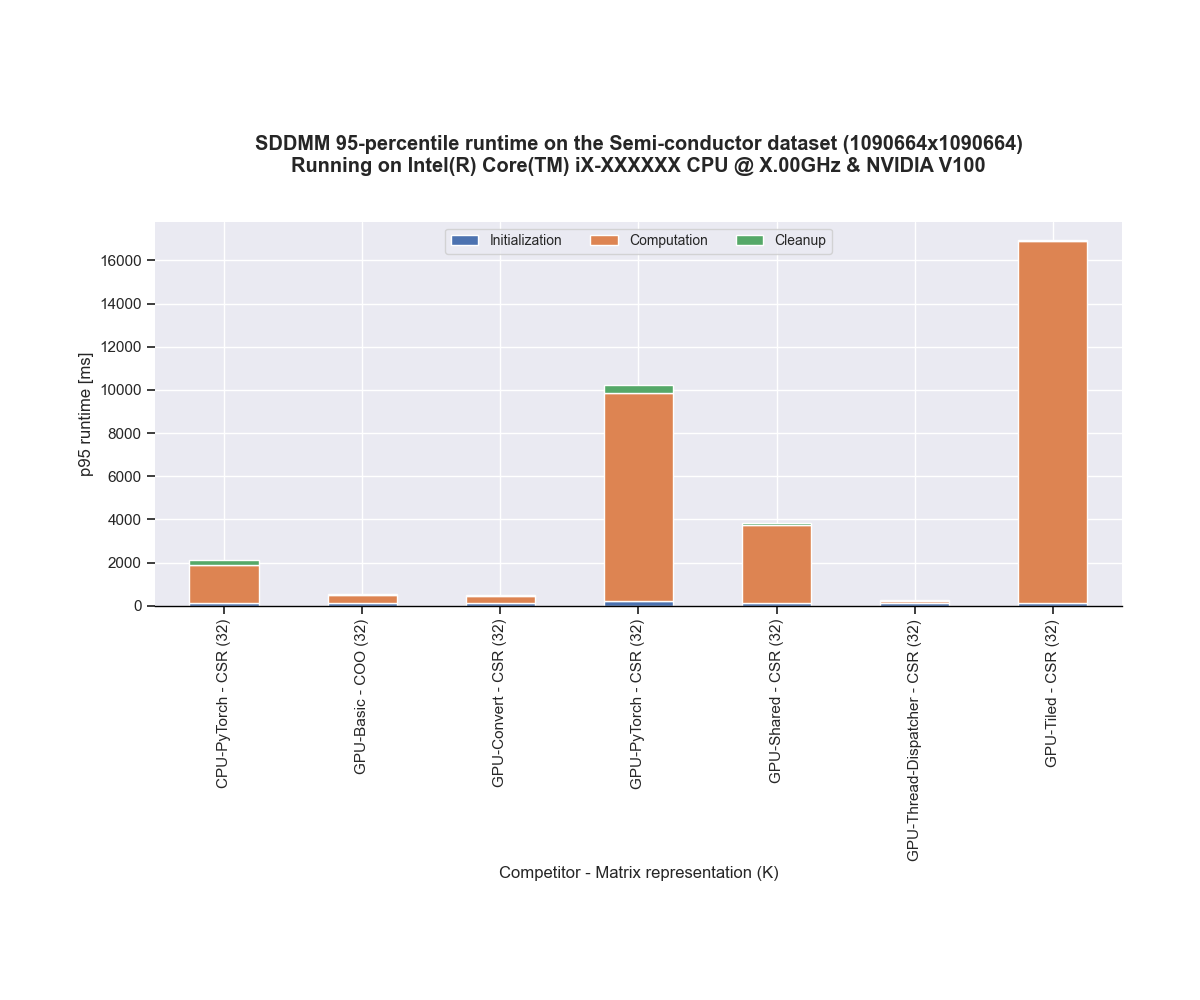 SDDMM 95-percentile runtime on the Semi-conductor dataset (1090664x1090664)
Running on Intel(R) Core(TM) iX-XXXXXX CPU @ X.00GHz & NVIDIA V100
Initialization
Computation
Cleanup
p95 runtime [ms]
16000
14000
12000
10000
8000
6000
4000
2000
0
CPU-PyTorch - CSR (32)
GPU-Basic - COO (32)
GPU-Convert - CSR (32)
GPU-PyTorch - CSR (32)
GPU-Shared - CSR (32)
GPU-Thread-Dispatcher - CSR (32)
GPU-Tiled - CSR (32)
Competitor - Matrix representation (K)